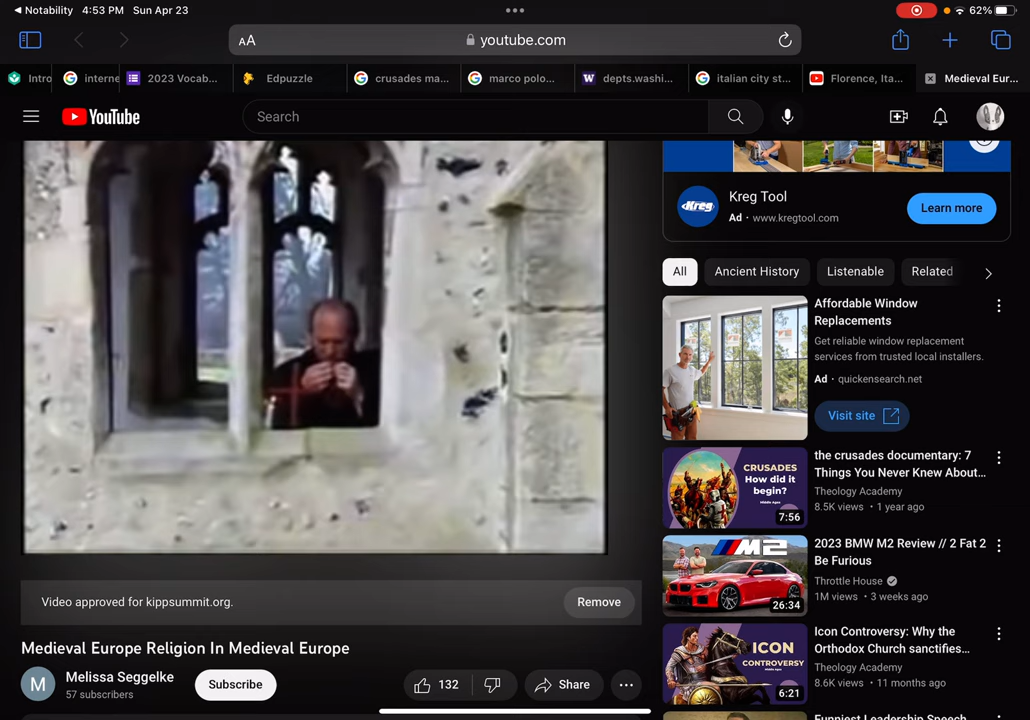 ◀ Notability 4:53 PM Sun Apr 23
62%
AA
youtube.com
Intro
interne
2023 Vocab...
Edpuzzle
crusades ma...
marco polo...
W
depts.washi...
italian city st...
Florence, Ita...
Medieval Eur...
YouTube
Search
Kreg
Kreg Tool
Ad · www.kregtool.com
Learn more
All
Ancient History
Listenable
Related
Affordable Window
Replacements
Get reliable window replacement
services from trusted local installers.
Ad · quickensearch.net
Visit site
CRUSADES
How did it
begin?
Middle Ages
7:56
the crusades documentary: 7
Things You Never Knew About...
Theology Academy
8.5K views · 1 year ago
M2
26:34
2023 BMW M2 Review // 2 Fat 2
Be Furious
Throttle House
1M views · 3 weeks ago
ICON
CONTROVERSY
6:21
Icon Controversy: Why the
Orthodox Church sanctifies...
Theology Academy
8.6K views · 11 months ago
Funniest Leadership Speech
Video approved for kippsummit.org.
Remove
Medieval Europe Religion In Medieval Europe
M
Melissa Seggelke
57 subscribers
Subscribe
132
Share